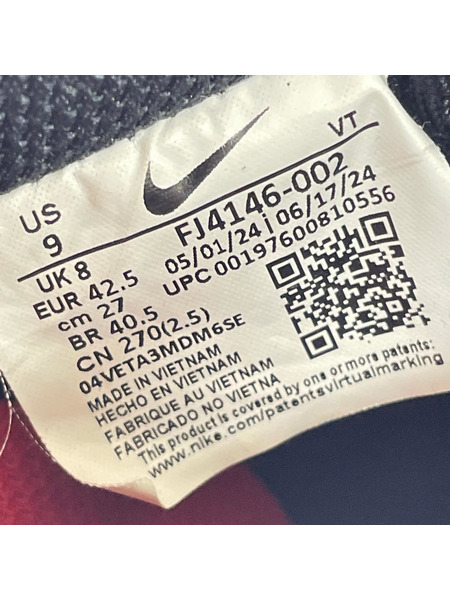 VT
US
9
UK 8
EUR 42.5
cm 27
BR 40.5
CN 270(2.5)
04VETA3MDM6SE
FJ4146-002
05/01/24 | 06/17/24
UPC 00197600810556
MADE IN VIETNAM
HECHO EN VIETNAM
FABRIQUE AU VIETNAM
FABRICADO NO VIETNA
This product is covered by one or more patents:
www.nike.com/patentsvirtualmarking